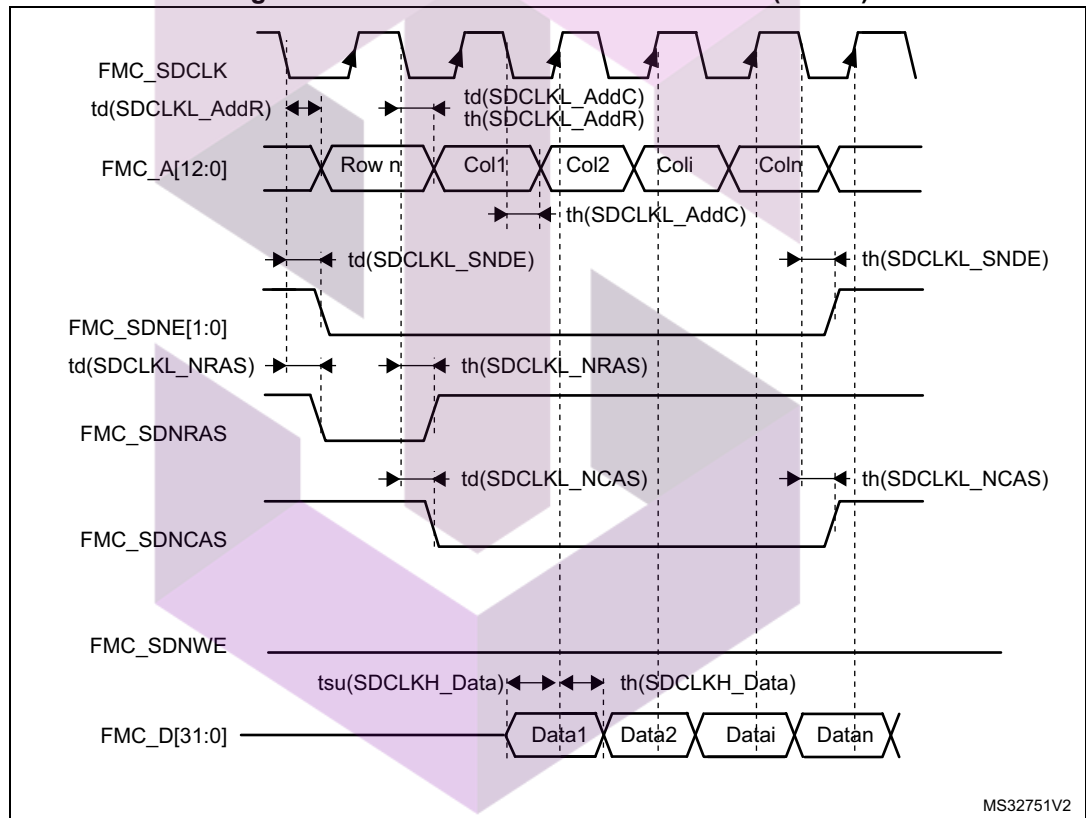 FMC_SDCLK
td(SDCLKL_AddR)
td(SDCLKL_AddC)
th(SDCLKL_AddR)
FMC_A[12:0]
Row n
Col1
Col2
Coli
Coln
th(SDCLKL_AddC)
td(SDCLKL_SNDE)
th(SDCLKL_SNDE)
FMC_SDNE[1:0]
td(SDCLKL_NRAS)
th(SDCLKL_NRAS)
FMC_SDNRAS
td(SDCLKL_NCAS)
th(SDCLKL_NCAS)
FMC_SDNCAS
FMC_SDNWE
tsu(SDCLKH_Data)
th(SDCLKH_Data)
FMC_D[31:0]
Data1
Data2
Datai
Datan
MS32751V2